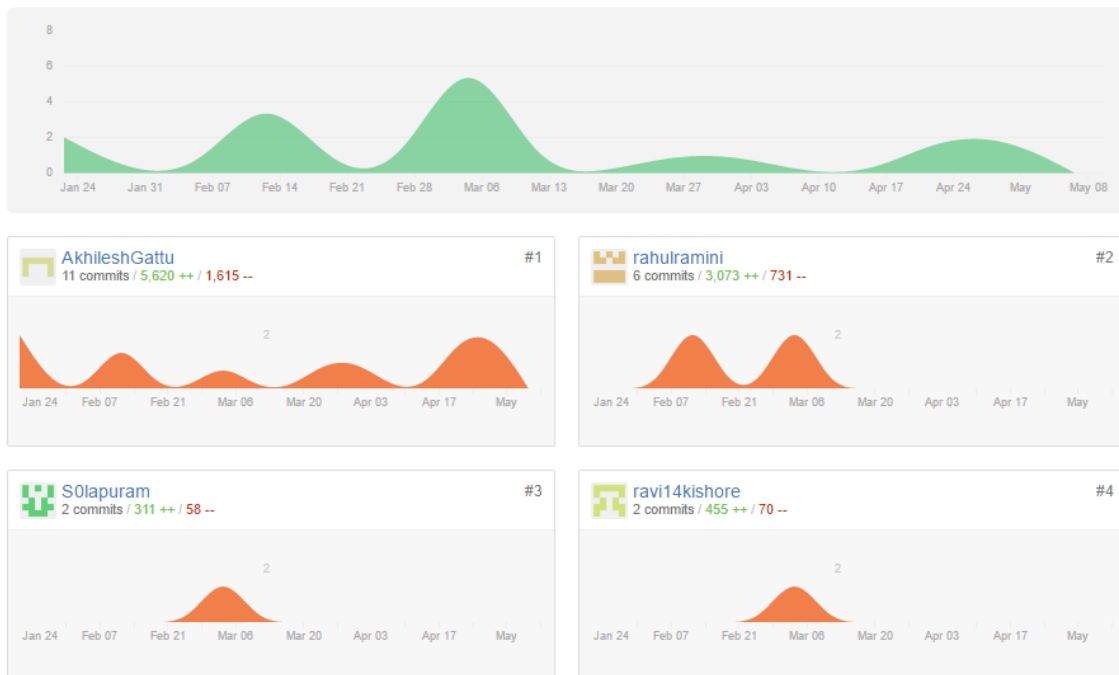 8
6
4
2
0
Jan 24 Jan 31 Feb 07 Feb 14 Feb 21 Feb 28 Mar 06 Mar 13 Mar 20 Mar 27 Apr 03 Apr 10 Apr 17 Apr 24 May May 08
AkhileshGattu #1
11 commits / 5,620 ++ / 1,615 --
2
Jan 24 Feb 07 Feb 21 Mar 06 Mar 20 Apr 03 Apr 17 May
rahulramini #2
6 commits / 3,073 ++ / 731 --
2
Jan 24 Feb 07 Feb 21 Mar 06 Mar 20 Apr 03 Apr 17 May
S0lapuram #3
2 commits / 311 ++ / 58 --
2
Jan 24 Feb 07 Feb 21 Mar 06 Mar 20 Apr 03 Apr 17 May
ravi14kishore #4
2 commits / 455 ++ / 70 --
2
Jan 24 Feb 07 Feb 21 Mar 06 Mar 20 Apr 03 Apr 17 May